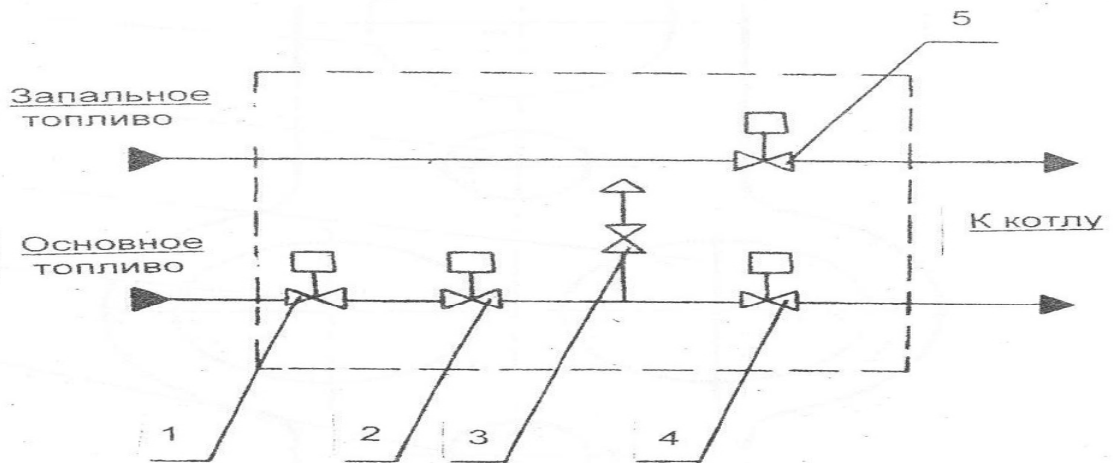 5
Запальное
топливо
К котлу
Основное
топливо
1
2
3
4